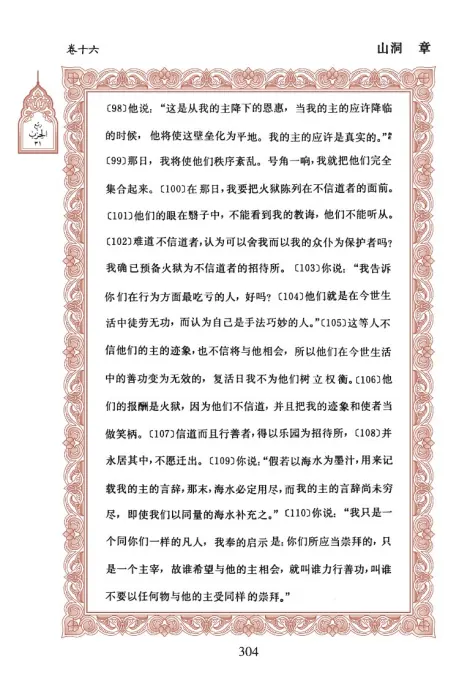 卷十六
山洞 章
ربع
الحزب
٣١
〔98〕他说：“这是从我的主降下的恩惠，当我的主的应许降临
的时候，他将使这壁垒化为平地。我的主的应许是真实的。”
〔99〕那日，我将使他们秩序紊乱。号角一响，我就把他们完全
集合起来。〔100〕在那日，我要把火狱陈列在不信道者的面前。
〔101〕他们的眼在翳子中，不能看到我的教诲，他们不能听从。
〔102〕难道不信道者，认为可以舍我而以我的众仆为保护者吗？
我确已预备火狱为不信道者的招待所。〔103〕你说：“我告诉
你们在行为方面最吃亏的人，好吗？〔104〕他们就是在今世生
活中徒劳无功，而认为自己是手法巧妙的人。”〔105〕这等人不
信他们的主的迹象，也不信将与他相会，所以他们在今世生活
中的善功变为无效的，复活日我不为他们树立权衡。〔106〕他
们的报酬是火狱，因为他们不信道，并且把我的迹象和使者当
做笑柄。〔107〕信道而且行善者，得以乐园为招待所，〔108〕并
永居其中，不愿迁出。〔109〕你说：“假若以海水为墨汁，用来记
载我的主的言辞，那末，海水必定用尽，而我的主的言辞尚未穷
尽，即使我们以同量的海水补充之。”〔110〕你说：“我只是一
个同你们一样的凡人，我奉的启示是：你们所应当崇拜的，只
是一个主宰，故谁希望与他的主相会，就叫谁力行善功，叫谁
不要以任何物与他的主受同样的崇拜。”
304